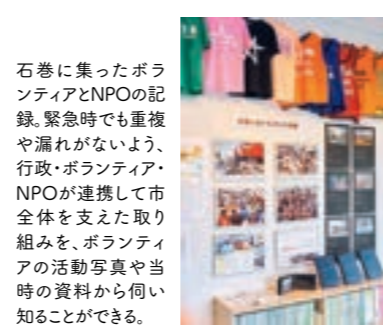 石巻に集ったボラ
ンティアとNPOの記
録。緊急時でも重複
や漏れがないよう、
行政・ボランティア・
NPOが連携して市
全体を支えた取り
組みを、ボランティ
アの活動写真や当
時の資料から伺い
知ることができる。